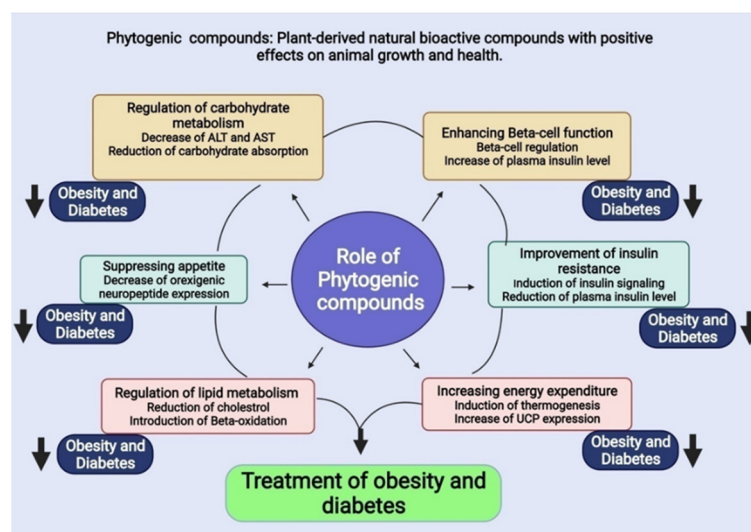 Phytogenic compounds: Plant-derived natural bioactive compounds with positive
effects on animal growth and health.
Regulation of carbohydrate
metabolism
Decrease of ALT and AST
Reduction of carbohydrate absorption
Obesity and
Diabetes
Enhancing Beta-cell function
Beta-cell regulation
Increase of plasma insulin level
Obesity and
Diabetes
Suppressing appetite
Decrease of orexigenic
neuropeptide expression
Obesity and
Diabetes
Role of
Phytogenic
compounds
Improvement of insulin
resistance
Induction of insulin signaling
Reduction of plasma insulin level
Obesity and
Diabetes
Regulation of lipid metabolism
Reduction of cholestrol
Introduction of Beta-oxidation
Obesity and
Diabetes
Increasing energy expenditure
Induction of thermogenesis
Increase of UCP expression
Obesity and
Diabetes
Treatment of obesity and
diabetes